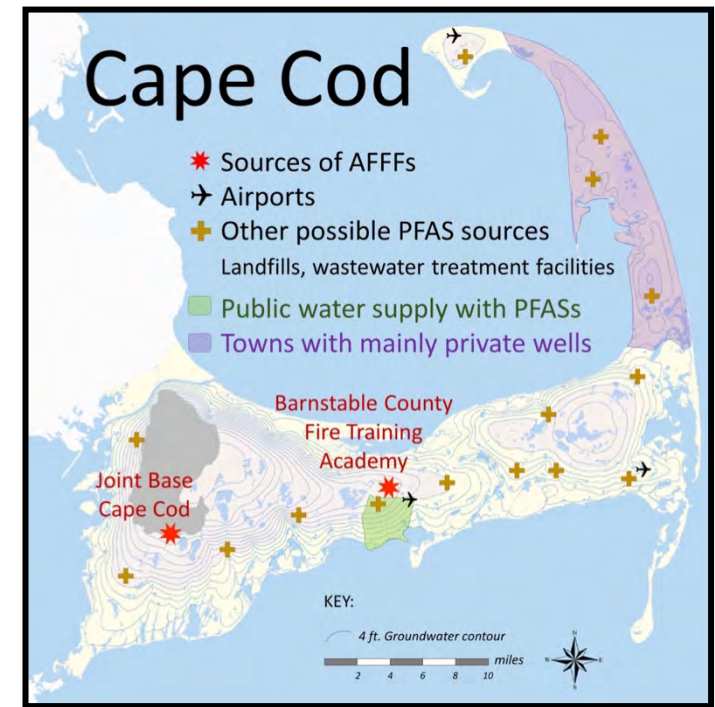 Cape Cod
Sources of AFFFs
Airports
Other possible PFAS sources
Landfills, wastewater treatment facilities
Public water supply with PFASs
Towns with mainly private wells
Barnstable County
Fire Training
Academy
Joint Base
Cape Cod
KEY:
4 ft. Groundwater contour
miles
2 4 6 8 10
N
W E
S